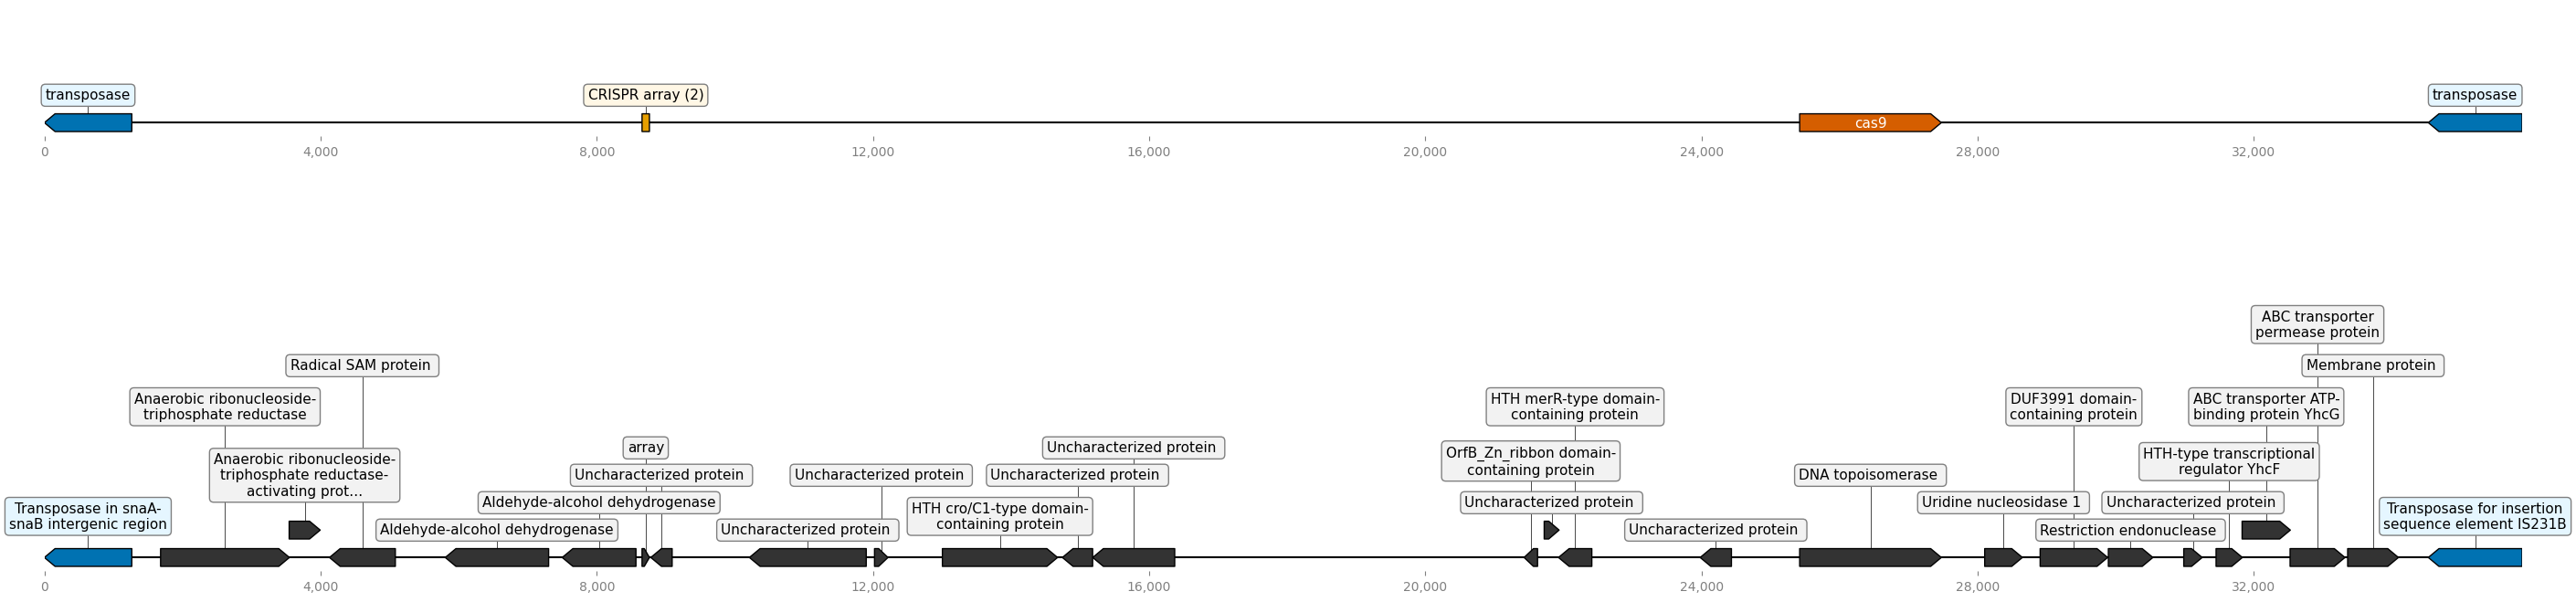 transposase
CRISPR array (2)
transposase
cas9
0
4,000
8,000
12,000
16,000
20,000
24,000
28,000
32,000
ABC transporter
permease protein
Radical SAM protein
Membrane protein
Anaerobic ribonucleoside-
triphosphate reductase
HTH merR-type domain-
containing protein
DUF3991 domain-
containing protein
ABC transporter ATP-
binding protein YhcG
array
Uncharacterized protein
Anaerobic ribonucleoside-
triphosphate reductase-
activating prot...
OrfB_Zn_ribbon domain-
containing protein
HTH-type transcriptional
regulator YhcF
Uncharacterized protein
Uncharacterized protein
Uncharacterized protein
DNA topoisomerase
Transposase in snaA-
snaB intergenic region
Aldehyde-alcohol dehydrogenase
HTH cro/C1-type domain-
containing protein
Uncharacterized protein
Uridine nucleosidase 1
Uncharacterized protein
Transposase for insertion
sequence element IS231B
Aldehyde-alcohol dehydrogenase
Uncharacterized protein
Uncharacterized protein
Restriction endonuclease
0
4,000
8,000
12,000
16,000
20,000
24,000
28,000
32,000